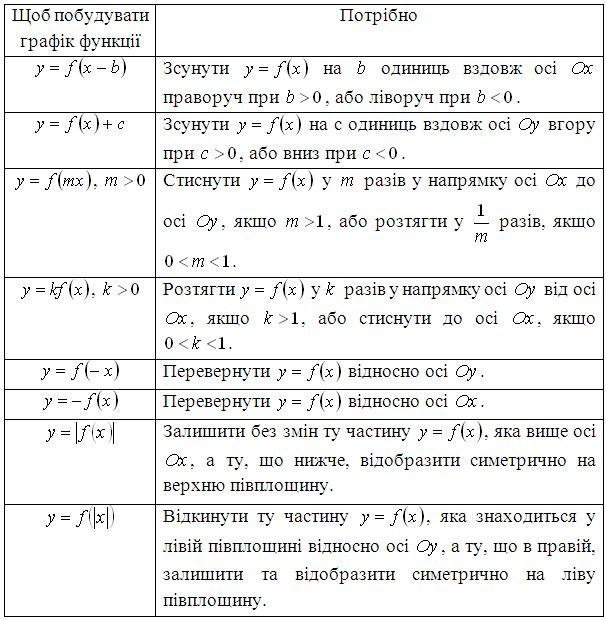 Щоб побудувати
графік функції
Потрібно
y = f(x − b)
Зсунути y = f(x) на b одиниць вздовж осі Ox
праворуч при b > 0, або ліворуч при b < 0.
y = f(x) + c
Зсунути y = f(x) на с одиниць вздовж осі Oy вгору
при c > 0, або вниз при c < 0.
y = f(mx), m > 0
Стиснути y = f(x) у m разів у напрямку осі Ox до
осі Oy, якщо m > 1, або розтягти у 1/m разів, якщо
0 < m < 1.
y = kf(x), k > 0
Розтягти y = f(x) у k разів у напрямку осі Oy від осі
Ox, якщо k > 1, або стиснути до осі Ox, якщо
0 < k < 1.
y = f(− x)
Перевернути y = f(x) відносно осі Oy.
y = − f(x)
Перевернути y = f(x) відносно осі Ox.
y = |f(x)|
Залишити без змін ту частину y = f(x), яка вище осі
Ox, а ту, що нижче, відобразити симетрично на
верхню півплощину.
y = f(|x|)
Відкинути ту частину y = f(x), яка знаходиться у
лівій півплощині відносно осі Oy, а ту, що в правій,
залишити та відобразити симетрично на ліву
півплощину.